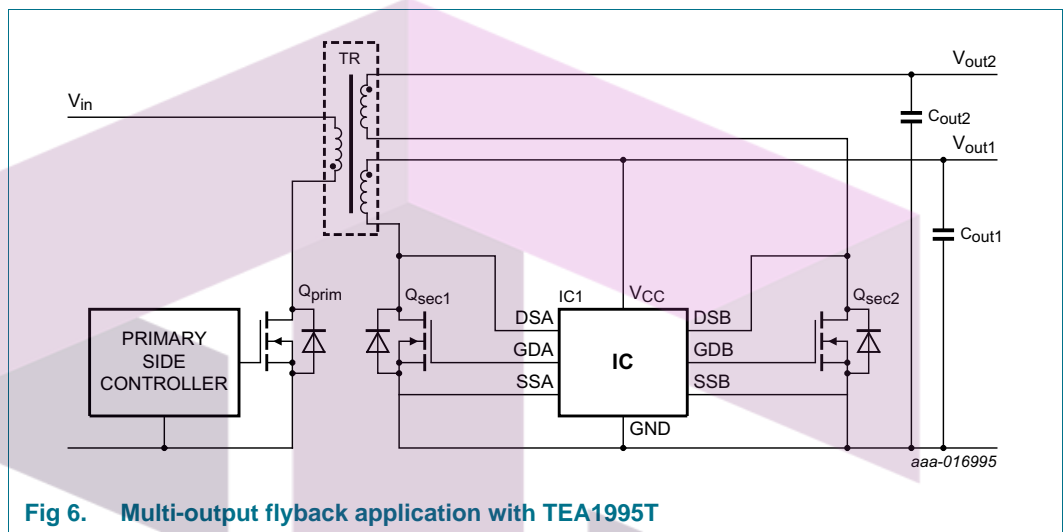 TR
Vout2
Vin
Cout2
Vout1
Cout1
Qprim
Qsec1
IC1
VCC
Qsec2
DSA
DSB
PRIMARY
SIDE
CONTROLLER
GDA
IC
GDB
SSA
SSB
GND
aaa-016995
Fig 6. Multi-output flyback application with TEA1995T